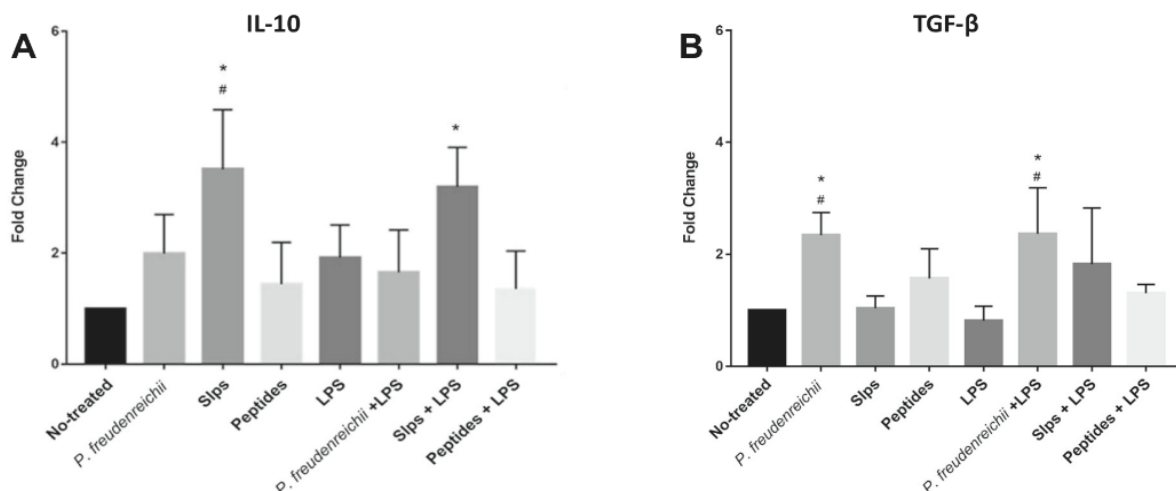 IL-10
A
6
4
2
0
Fold Change
*
#
*
No-treated
P. freudenreichii
Slps
Peptides
LPS
P. freudenreichii +LPS
Slps + LPS
Peptides + LPS
TGF-β
B
6
4
2
0
Fold Change
*
#
*
#
No-treated
P. freudenreichii
Slps
Peptides
LPS
P. freudenreichii +LPS
Slps + LPS
Peptides + LPS